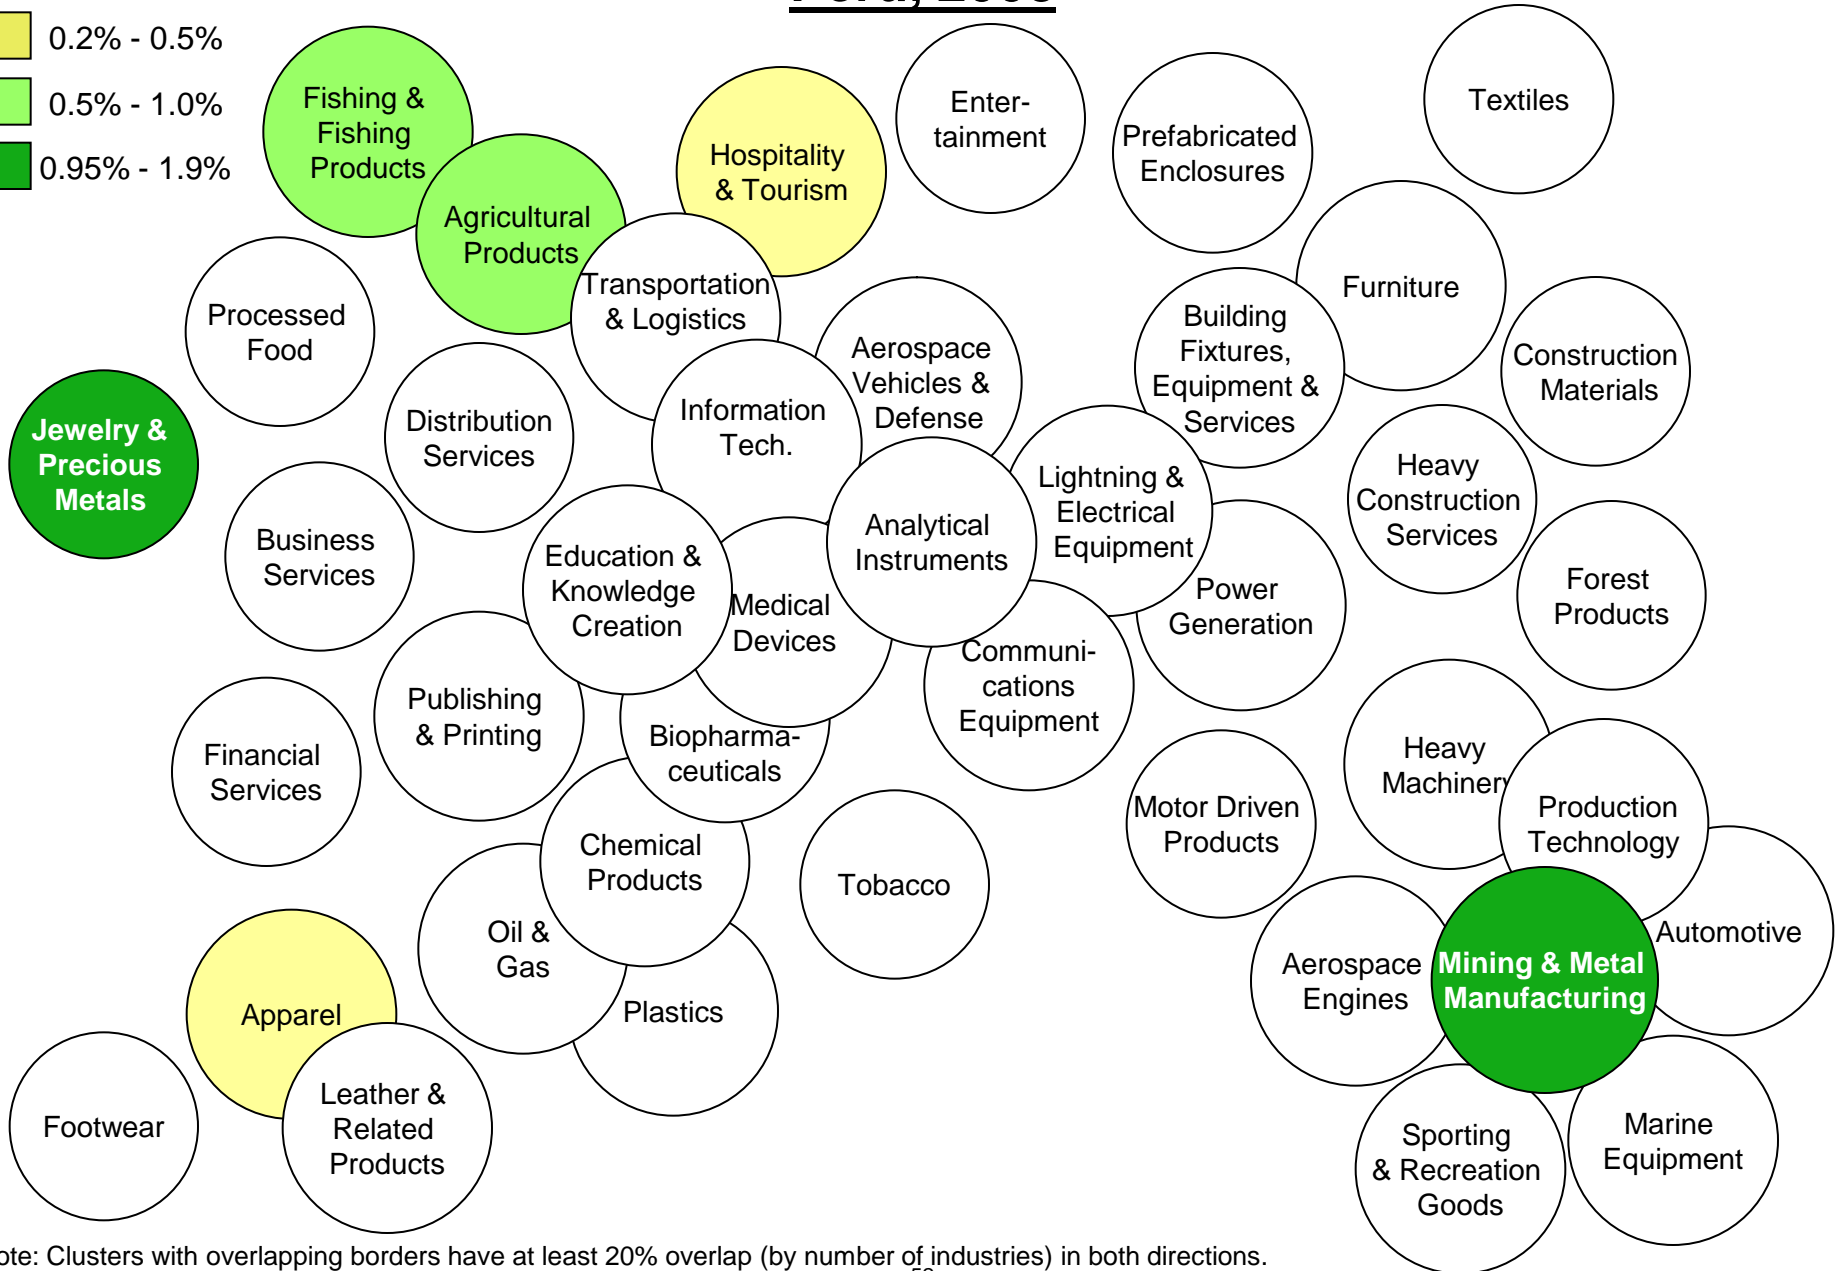 0.2% - 0.5%
0.5% - 1.0%
0.95% - 1.9%
Fishing &
Fishing
Products
Agricultural
Products
Hospitality
& Tourism
Enter-
tainment
Prefabricated
Enclosures
Textiles
Processed
Food
Transportation
& Logistics
Aerospace
Vehicles &
Defense
Building
Fixtures,
Equipment &
Services
Furniture
Construction
Materials
Jewelry &
Precious
Metals
Distribution
Services
Information
Tech.
Lightning &
Electrical
Equipment
Heavy
Construction
Services
Business
Services
Education &
Knowledge
Creation
Medical
Devices
Analytical
Instruments
Power
Generation
Forest
Products
Communi-
cations
Equipment
Publishing
& Printing
Financial
Services
Biopharma-
ceuticals
Heavy
Machinery
Motor Driven
Products
Production
Technology
Chemical
Products
Tobacco
Oil &
Gas
Automotive
Aerospace
Engines
Mining & Metal
Manufacturing
Apparel
Plastics
Footwear
Leather &
Related
Products
Sporting
& Recreation
Goods
Marine
Equipment
ote: Clusters with overlapping borders have at least 20% overlap (by number of industries) in both directions.